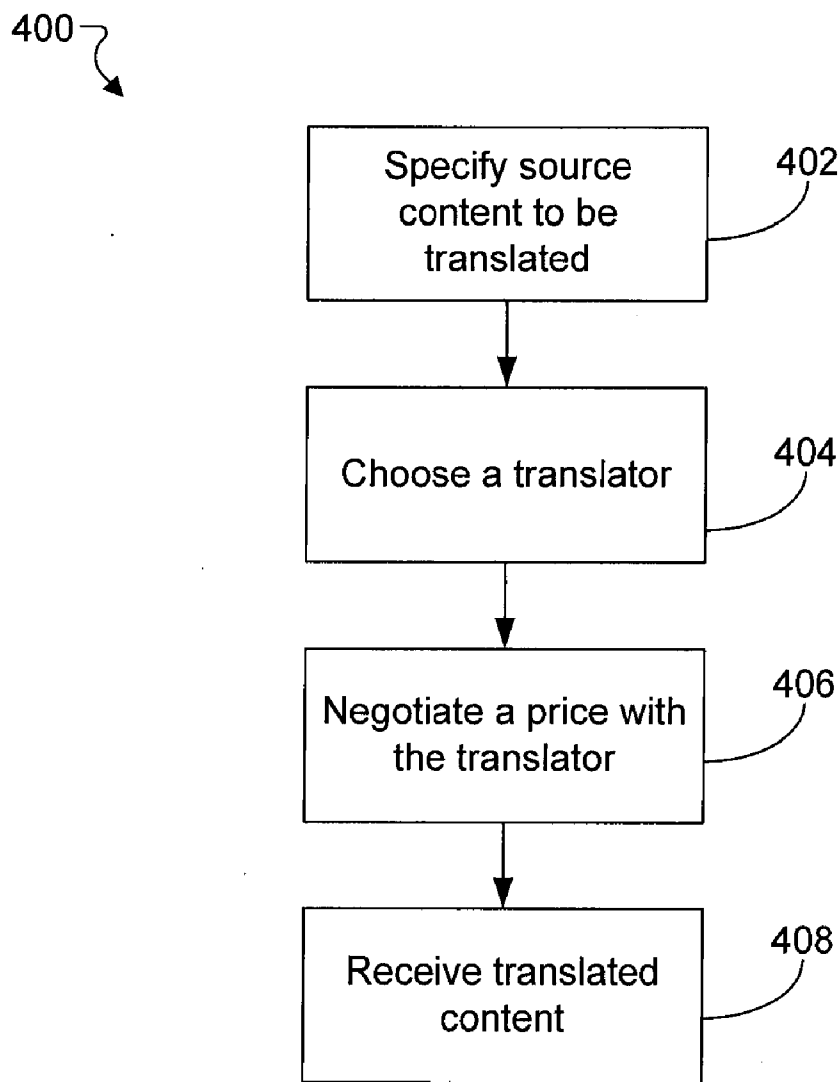 400
Specify source
content to be
translated
402
Choose a translator
404
Negotiate a price with
the translator
406
Receive translated
content
408